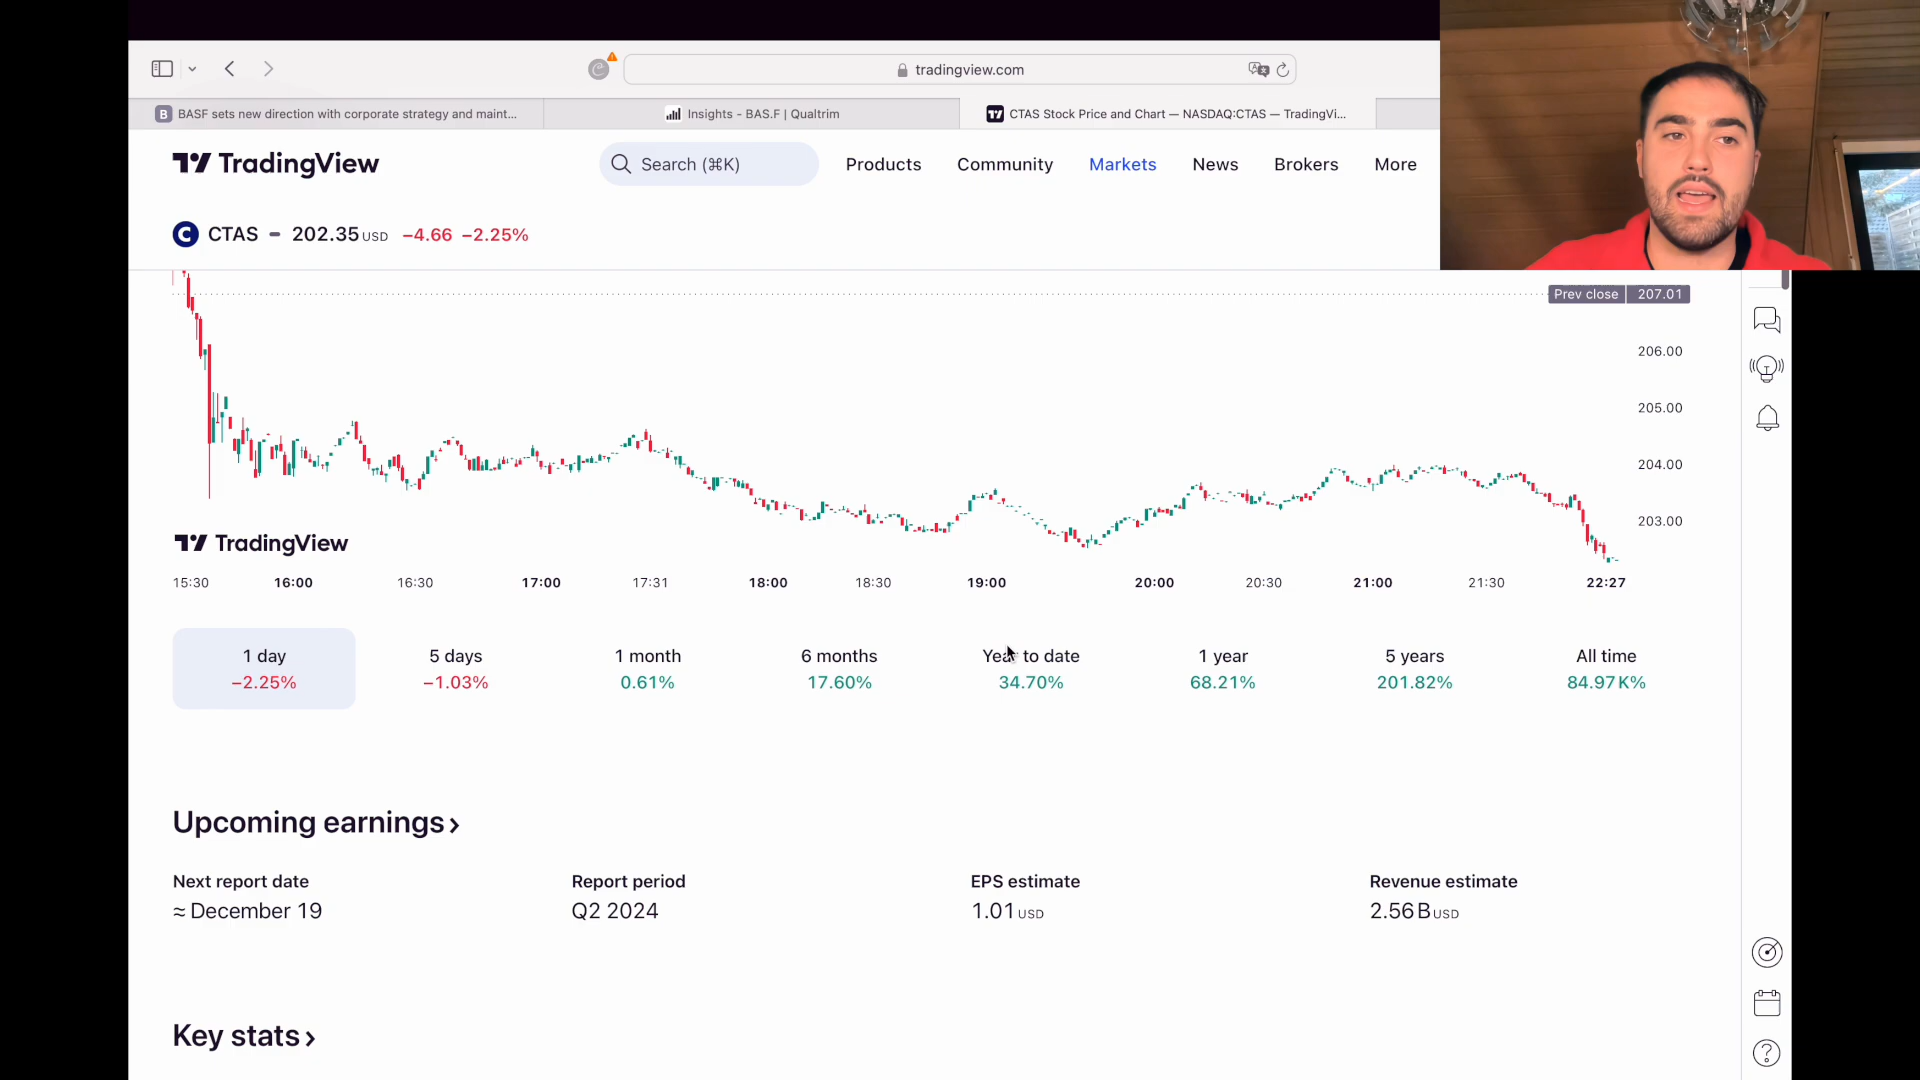 tradingview.com
BASF sets new direction with corporate strategy and maint...
Insights - BAS.F | Qualtrim
CTAS Stock Price and Chart — NASDAQ:CTAS — TradingVi...
TradingView
Search (⌘K)
Products
Community
Markets
News
Brokers
More
CTAS
202.35 USD
−4.66 −2.25%
Prev close 207.01
206.00
205.00
204.00
203.00
TradingView
15:30 16:00 16:30 17:00 17:31 18:00 18:30 19:00 20:00 20:30 21:00 21:30 22:27
1 day
−2.25%
5 days
−1.03%
1 month
0.61%
6 months
17.60%
Year to date
34.70%
1 year
68.21%
5 years
201.82%
All time
84.97K%
Upcoming earnings ›
Next report date
≈ December 19
Report period
Q2 2024
EPS estimate
1.01 USD
Revenue estimate
2.56B USD
Key stats ›